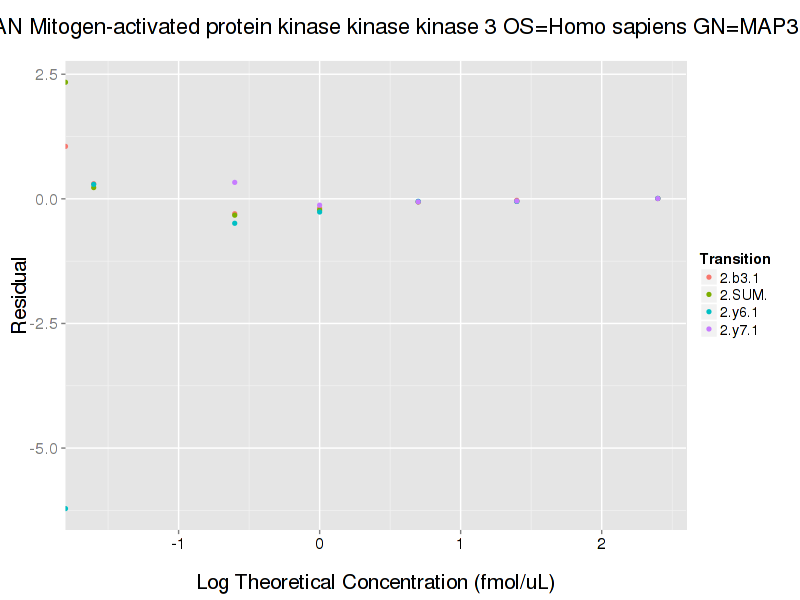 AN Mitogen-activated protein kinase kinase kinase 3 OS=Homo sapiens GN=MAP3
2.5
0.0
-2.5
-5.0
Residual
-1
0
1
2
Log Theoretical Concentration (fmol/uL)
Transition
2.b3.1
2.SUM.
2.y6.1
2.y7.1